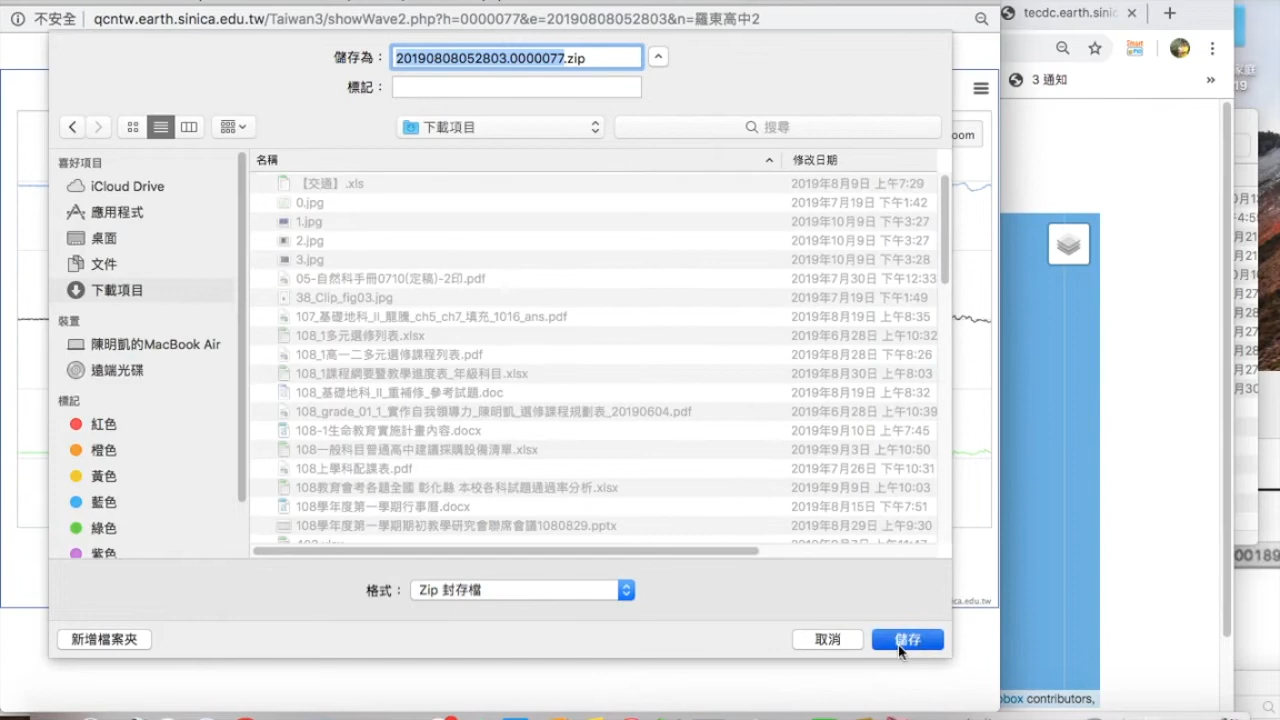 不安全 qcntw.earth.sinica.edu.tw/Taiwan3/showWave2.php?h=0000077&e=20190808052803&n=羅東高中2
tecdc.earth.sini
3 通知
儲存為：
20190808052803.0000077.zip
標記：
下載項目
搜尋
oom
喜好項目
iCloud Drive
應用程式
桌面
文件
下載項目
裝置
陳明凱的MacBook Air
遠端光碟
標記
紅色
橙色
黃色
藍色
綠色
紫色
名稱 修改日期
【交通】.xls 2019年8月9日 上午7:29
0.jpg 2019年7月19日 下午1:42
1.jpg 2019年10月9日 下午3:27
2.jpg 2019年10月9日 下午3:27
3.jpg 2019年10月9日 下午3:28
05-自然科手冊0710(定稿)-2印.pdf 2019年7月30日 下午12:33
38_Clip_fig03.jpg 2019年7月19日 下午1:49
107_基礎地科_II_龍騰_ch5_ch7_填充_1016_ans.pdf 2019年8月19日 上午8:35
108_1多元選修列表.xlsx 2019年6月28日 上午10:32
108_1高一二多元選修課程列表.pdf 2019年8月28日 下午8:26
108_1課程綱要暨教學進度表_年級科目.xlsx 2019年8月30日 上午8:03
108_基礎地科_II_重補修_參考試題.doc 2019年8月19日 上午8:32
108_grade_01_1_實作自我領導力_陳明凱_選修課程規劃表_20190604.pdf 2019年6月28日 上午10:39
108-1生命教育實施計畫內容.docx 2019年9月10日 上午7:45
108一般科目普通高中建議採購設備清單.xlsx 2019年9月3日 上午10:50
108上學科配課表.pdf 2019年7月26日 下午10:31
108教育會考各題全國 彰化縣 本校各科試題通過率分析.xlsx 2019年9月9日 上午10:03
108學年度第一學期行事曆.docx 2019年8月15日 下午7:51
108學年度第一學期期初教學研究會聯席會議1080829.pptx 2019年8月29日 上午9:30
格式：
Zip 封存檔
新增檔案夾
取消
儲存
ica.edu.tw
box contributors,
00189